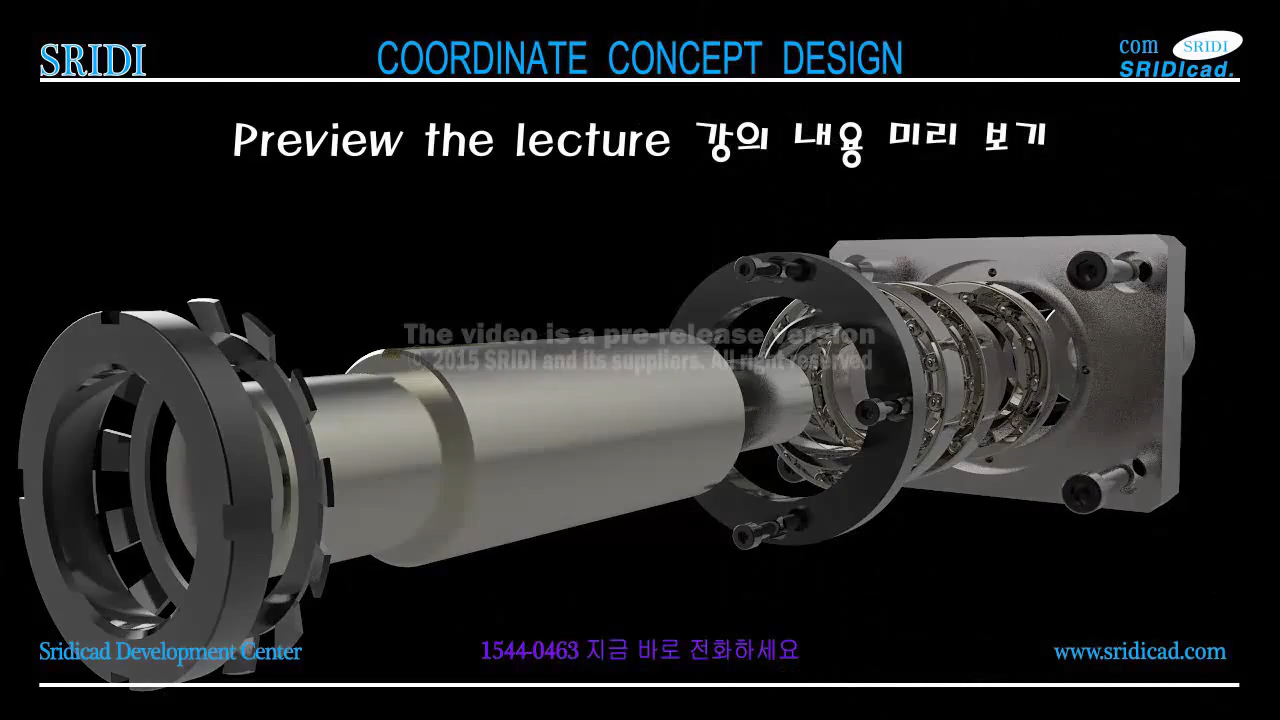 SRIDI
COORDINATE CONCEPT DESIGN
com SRIDI
SRIDIcad.
Preview the lecture 강의 내용 미리 보기
The video is a pre-release version
© 2015 SRIDI and its suppliers. All right reserved
Sridicad Development Center
1544-0463 지금 바로 전화하세요
www.sridicad.com